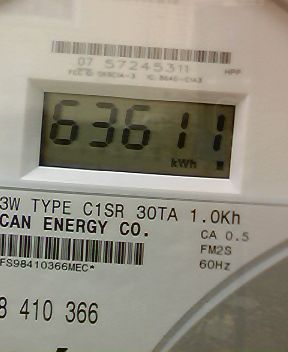 07 57245311 HPP
63611
kWh
3W TYPE C1SR 30TA 1.0Kh
CAN ENERGY CO.
CA 0.5
FM2S
FS98410366MEC*
60Hz
8 410 366